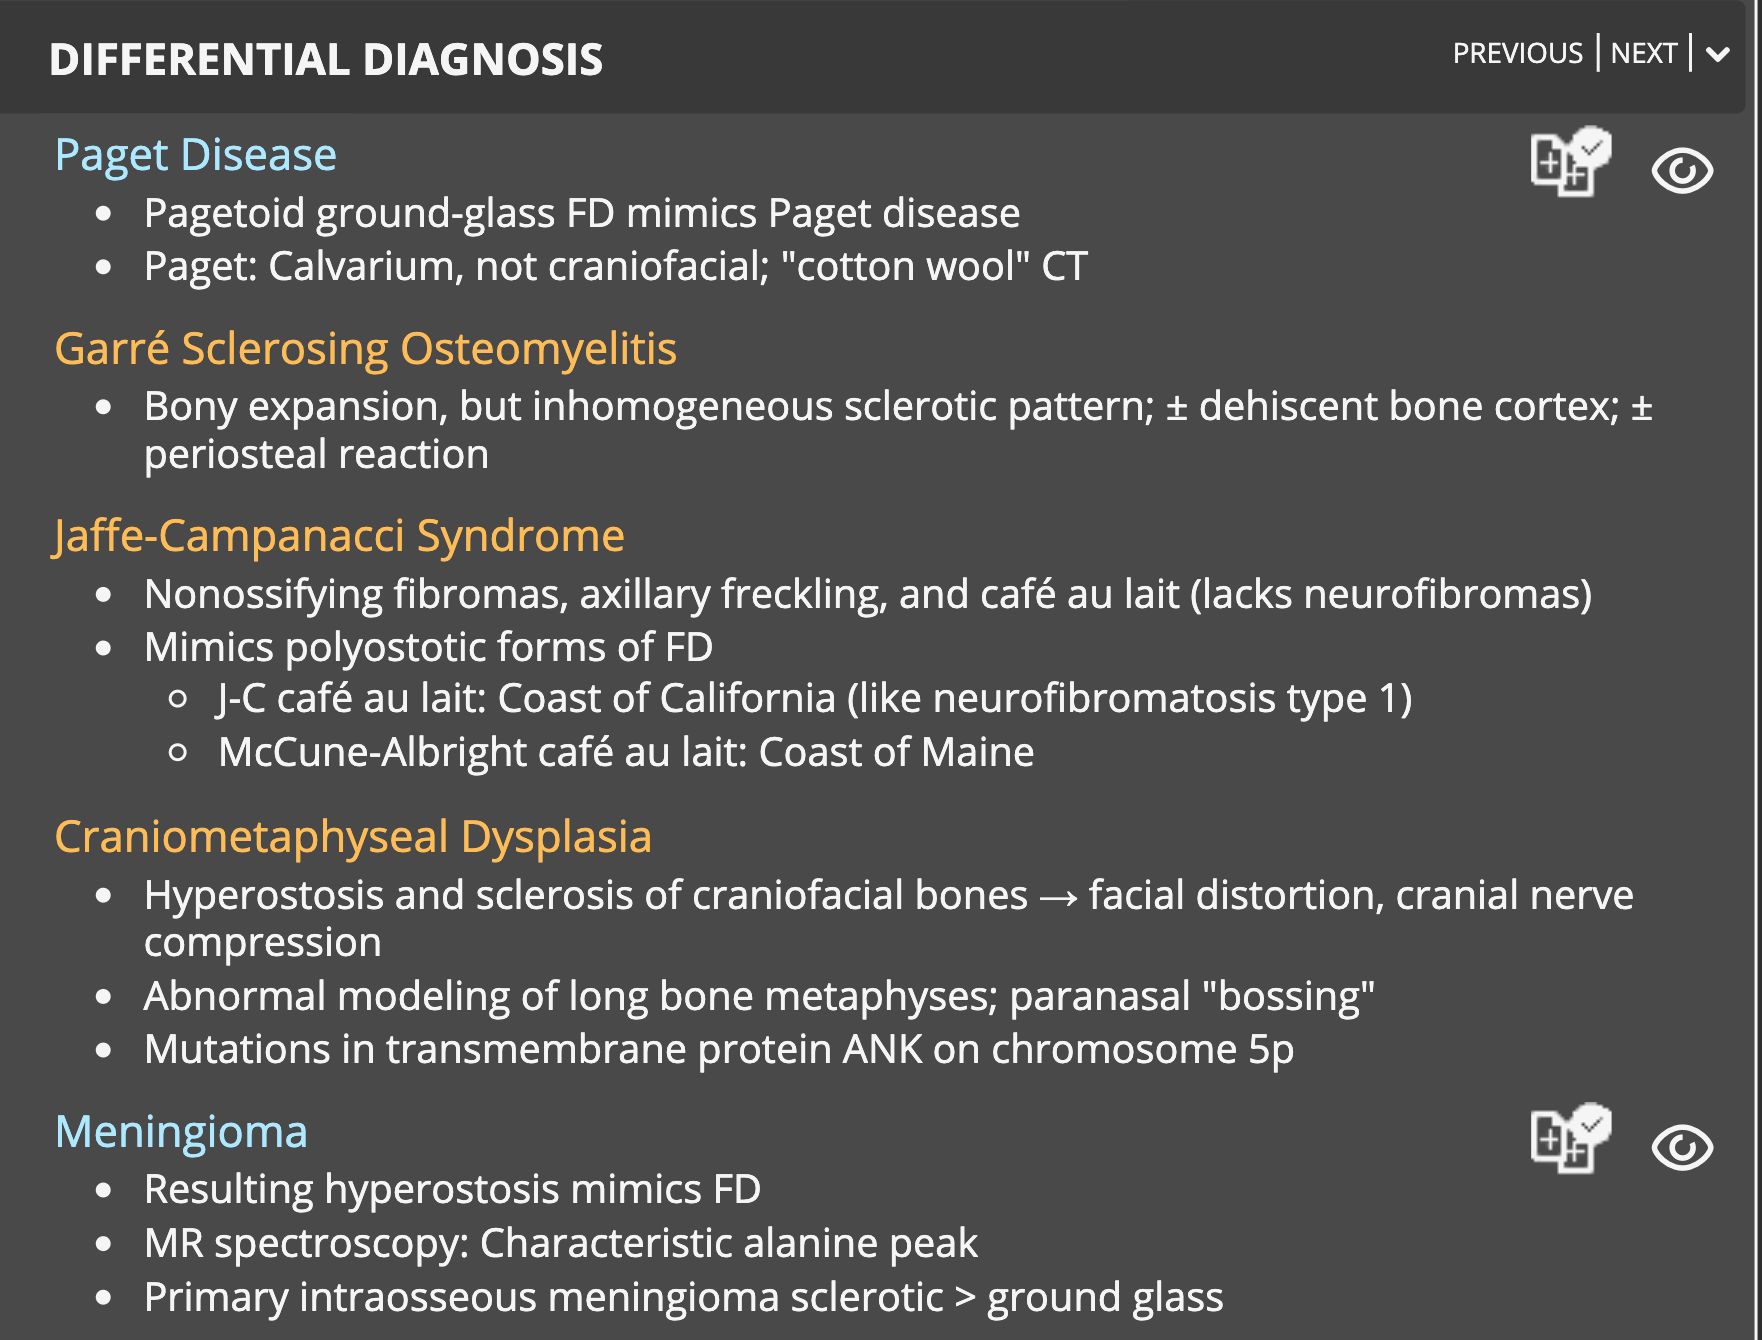 DIFFERENTIAL DIAGNOSIS
PREVIOUS | NEXT |
Paget Disease
• Pagetoid ground-glass FD mimics Paget disease
• Paget: Calvarium, not craniofacial; "cotton wool" CT
Garré Sclerosing Osteomyelitis
• Bony expansion, but inhomogeneous sclerotic pattern; ± dehiscent bone cortex; ±
periosteal reaction
Jaffe-Campanacci Syndrome
• Nonossifying fibromas, axillary freckling, and café au lait (lacks neurofibromas)
• Mimics polyostotic forms of FD
○ J-C café au lait: Coast of California (like neurofibromatosis type 1)
○ McCune-Albright café au lait: Coast of Maine
Craniometaphyseal Dysplasia
• Hyperostosis and sclerosis of craniofacial bones → facial distortion, cranial nerve
compression
• Abnormal modeling of long bone metaphyses; paranasal "bossing"
• Mutations in transmembrane protein ANK on chromosome 5p
Meningioma
• Resulting hyperostosis mimics FD
• MR spectroscopy: Characteristic alanine peak
• Primary intraosseous meningioma sclerotic > ground glass